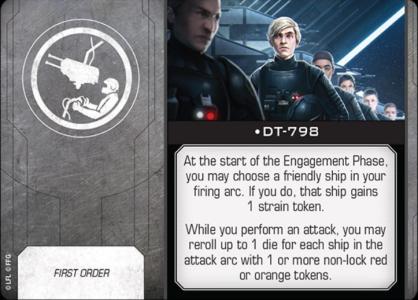 •DT-798
At the start of the Engagement Phase,
you may choose a friendly ship in your
firing arc. If you do, that ship gains
1 strain token.
While you perform an attack, you may
reroll up to 1 die for each ship in the
attack arc with 1 or more non-lock red
or orange tokens.
FIRST ORDER
©LFL ©FFG